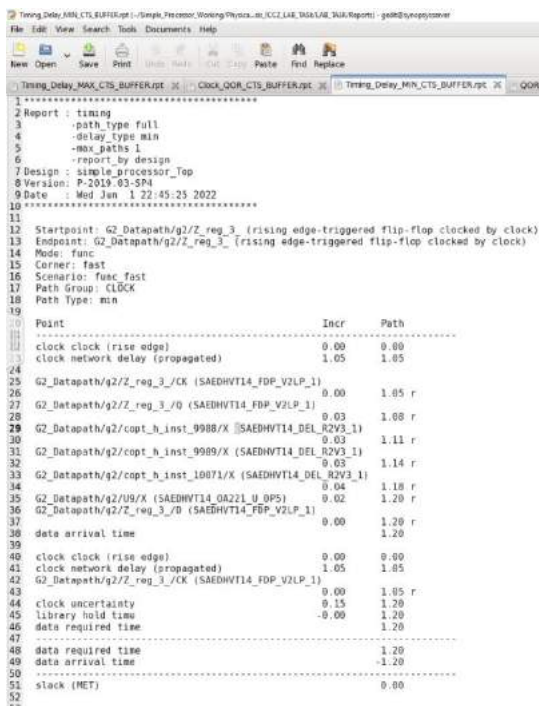 Timing_Delay_MIN_CTS_BUFFER.rpt (~/Simple_Processor_Working/Physica...sis_ICC2_LAB_TASK/LAB_TASK/Reports) - gedit@synopsysserver
File Edit View Search Tools Documents Help
New Open Save Print Undo Redo Cut Copy Paste Find Replace
Timing_Delay_MAX_CTS_BUFFER.rpt Clock_QOR_CTS_BUFFER.rpt Timing_Delay_MIN_CTS_BUFFER.rpt QOR
1 ****************************************
2 Report : timing
3 -path_type full
4 -delay_type min
5 -max_paths 1
6 -report_by design
7 Design : simple_processor_Top
8 Version: P-2019.03-SP4
9 Date : Wed Jun 1 22:45:25 2022
10 ****************************************
11
12 Startpoint: G2_Datapath/g2/Z_reg_3_ (rising edge-triggered flip-flop clocked by clock)
13 Endpoint: G2_Datapath/g2/Z_reg_3_ (rising edge-triggered flip-flop clocked by clock)
14 Mode: func
15 Corner: fast
16 Scenario: func_fast
17 Path Group: CLOCK
18 Path Type: min
19
20 Point Incr Path
21 ------------------------------------------------------------
22 clock clock (rise edge) 0.00 0.00
23 clock network delay (propagated) 1.05 1.05
24
25 G2_Datapath/g2/Z_reg_3_/CK (SAEDHVT14_FDP_V2LP_1)
26 0.00 1.05 r
27 G2_Datapath/g2/Z_reg_3_/Q (SAEDHVT14_FDP_V2LP_1)
28 0.03 1.08 r
29 G2_Datapath/g2/copt_h_inst_9988/X (SAEDHVT14_DEL_R2V3_1)
30 0.03 1.11 r
31 G2_Datapath/g2/copt_h_inst_9989/X (SAEDHVT14_DEL_R2V3_1)
32 0.03 1.14 r
33 G2_Datapath/g2/copt_h_inst_10071/X (SAEDHVT14_DEL_R2V3_1)
34 0.04 1.18 r
35 G2_Datapath/g2/U9/X (SAEDHVT14_OA221_U_0P5) 0.02 1.20 r
36 G2_Datapath/g2/Z_reg_3_/D (SAEDHVT14_FDP_V2LP_1)
37 0.00 1.20 r
38 data arrival time 1.20
39
40 clock clock (rise edge) 0.00 0.00
41 clock network delay (propagated) 1.05 1.05
42 G2_Datapath/g2/Z_reg_3_/CK (SAEDHVT14_FDP_V2LP_1)
43 0.00 1.05 r
44 clock uncertainty 0.15 1.20
45 library hold time -0.00 1.20
46 data required time 1.20
47 ------------------------------------------------------------
48 data required time 1.20
49 data arrival time -1.20
50 ------------------------------------------------------------
51 slack (MET) 0.00
52